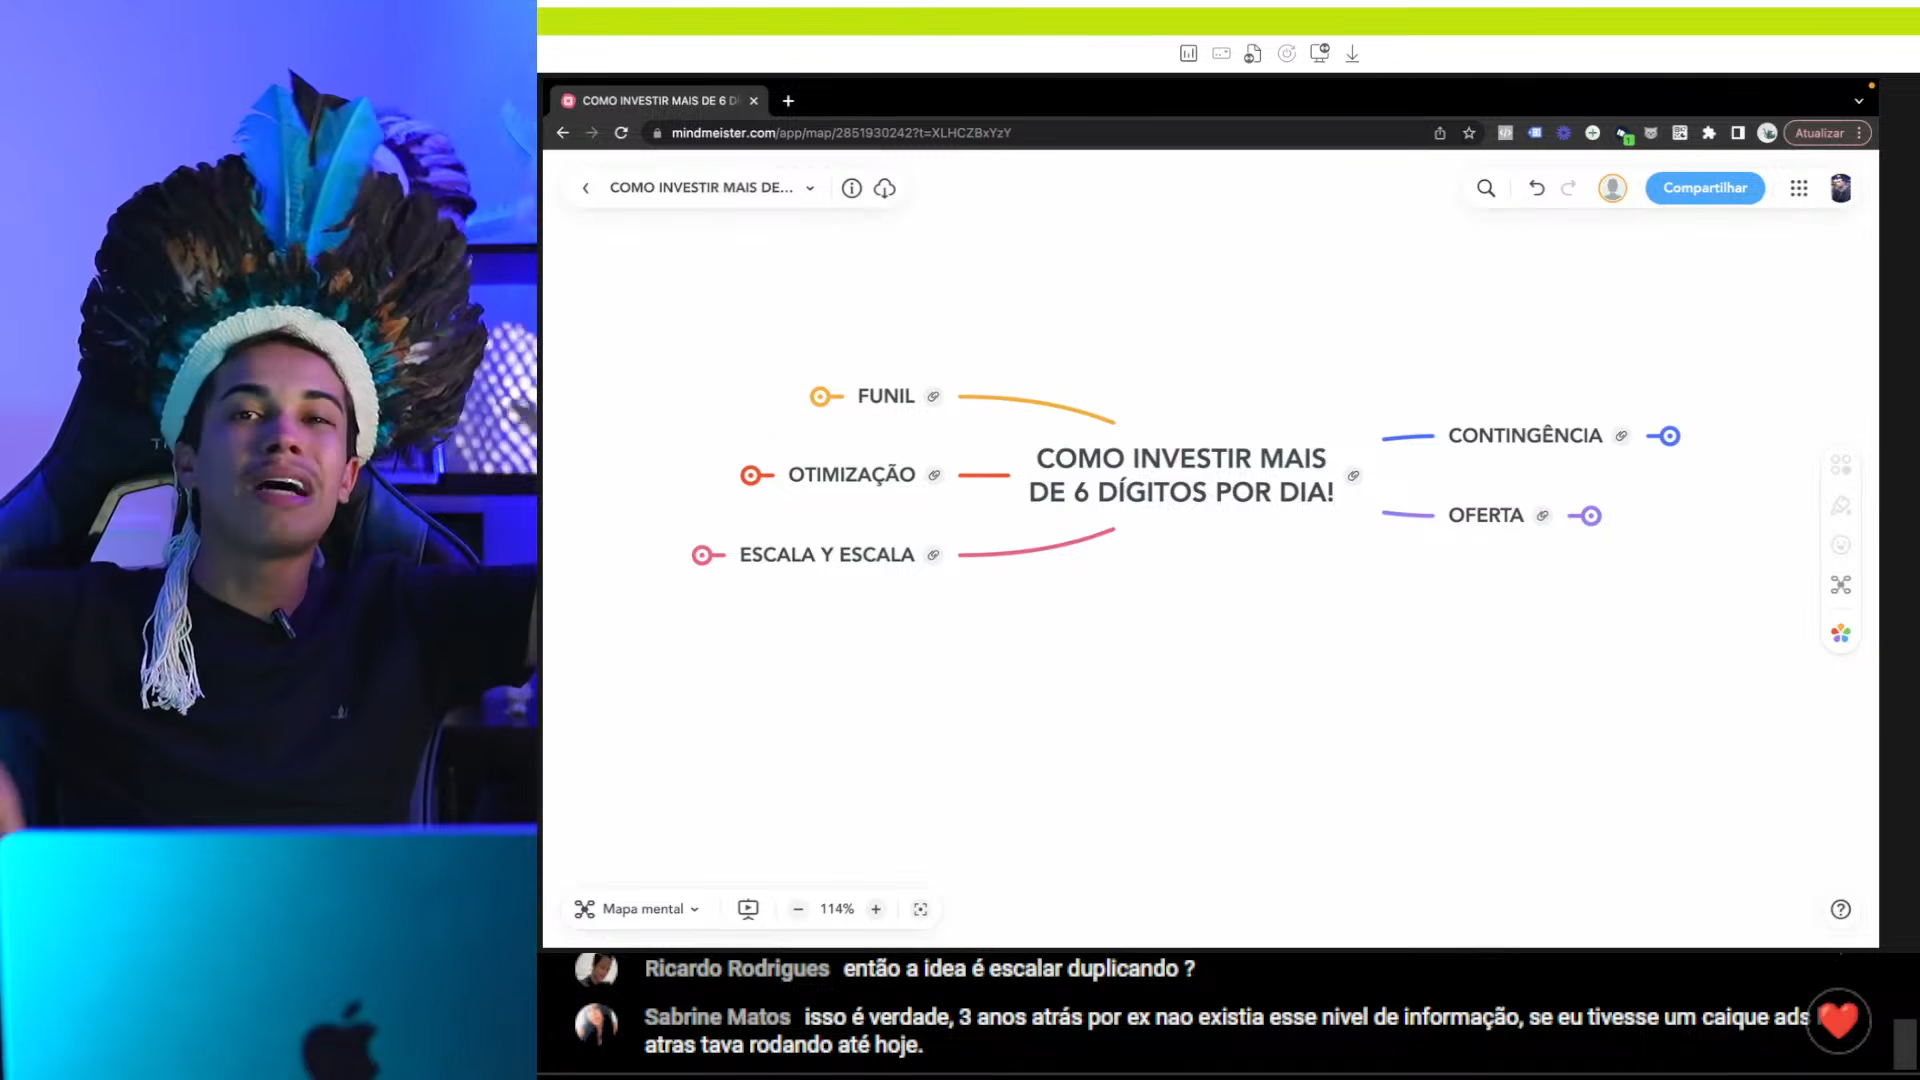 COMO INVESTIR MAIS DE 6 D
mindmeister.com/app/map/2851930242?t=XLHCZBxYzY
Atualizar
COMO INVESTIR MAIS DE...
Compartilhar
FUNIL
OTIMIZAÇÃO
ESCALA Y ESCALA
COMO INVESTIR MAIS
DE 6 DÍGITOS POR DIA!
CONTINGÊNCIA
OFERTA
Mapa mental
114%
Ricardo Rodrigues então a idea é escalar duplicando ?
Sabrine Matos isso é verdade, 3 anos atrás por ex nao existia esse nivel de informação, se eu tivesse um caique ads
atras tava rodando até hoje.